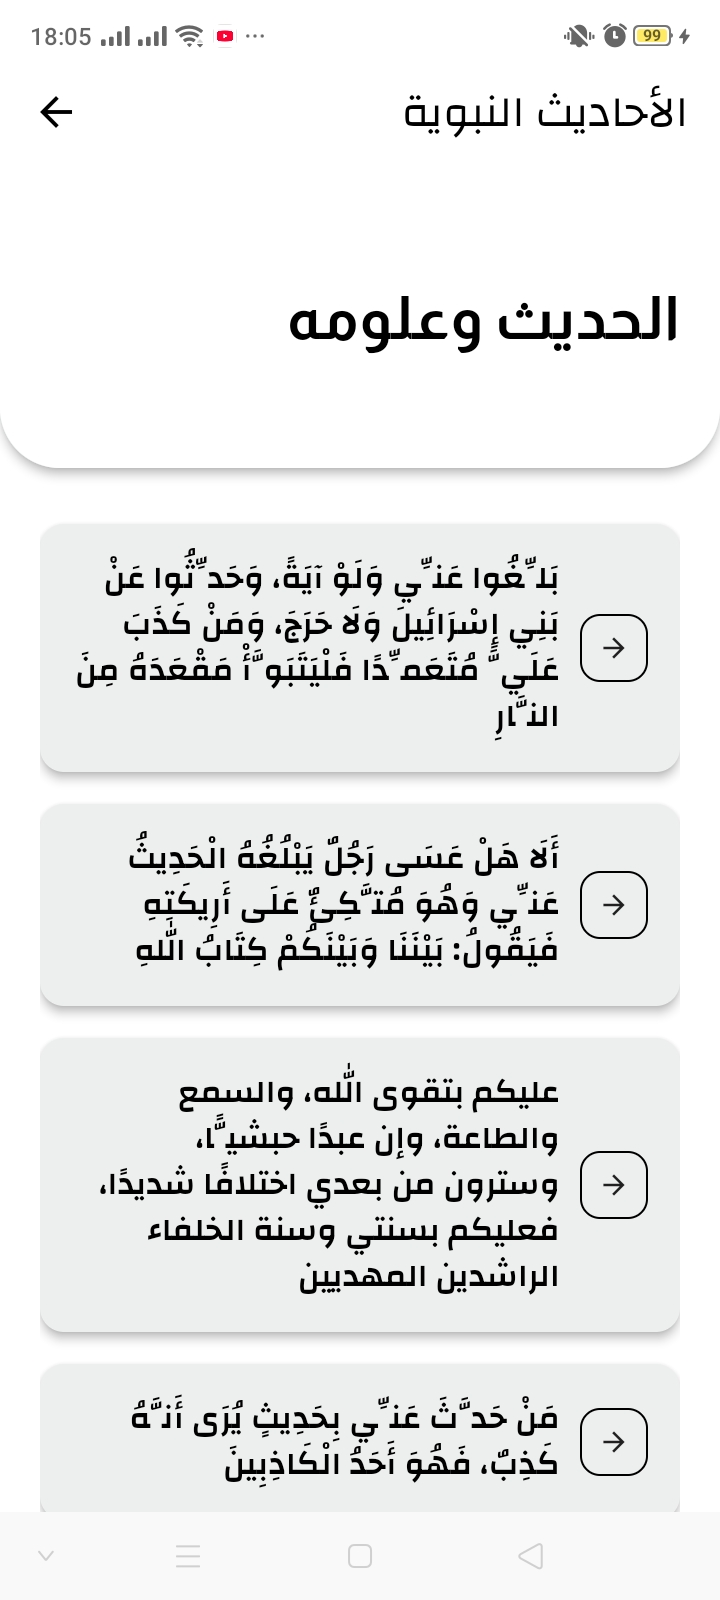 18:05
99
الأحاديث النبوية
الحديث وعلومه
بَلِّغُوا عَنِّي وَلَوْ آيَةً، وَحَدِّثُوا عَنْ
بَنِي إِسْرَائِيلَ وَلَا حَرَجَ، وَمَنْ كَذَبَ
عَلَيَّ مُتَعَمِّدًا فَلْيَتَبَوَّأْ مَقْعَدَهُ مِنَ
النَّارِ
أَلَا هَلْ عَسَى رَجُلٌ يَبْلُغُهُ الْحَدِيثُ
عَنِّي وَهُوَ مُتَّكِئٌ عَلَى أَرِيكَتِهِ
فَيَقُولُ: بَيْنَنَا وَبَيْنَكُمْ كِتَابُ اللَّهِ
عليكم بتقوى الله، والسمع
والطاعة، وإن عبدًا حبشيًّا،
وسترون من بعدي اختلافًا شديدًا،
فعليكم بسنتي وسنة الخلفاء
الراشدين المهديين
مَنْ حَدَّثَ عَنِّي بِحَدِيثٍ يُرَى أَنَّهُ
كَذِبٌ، فَهُوَ أَحَدُ الْكَاذِبِينَ